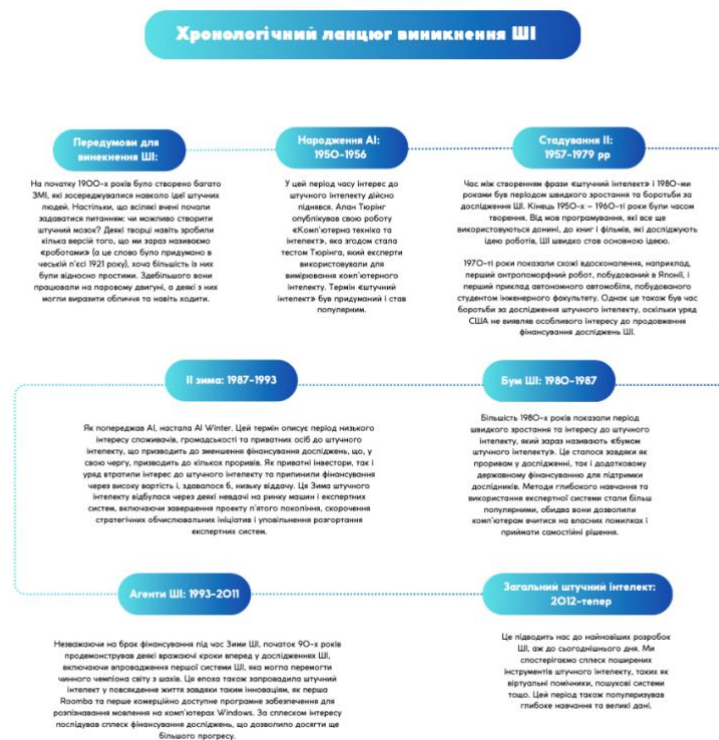 Хронологічний ланцюг виникнення ШІ
Передумови для
винекнення ШІ:
На початку 1900-х років було створено багато
ЗМІ, які зосереджувалися навколо ідеї штучних
людей. Настільки, що всілякі вчені почали
задаватися питанням: чи можливо створити
штучний мозок? Деякі творці навіть зробили
кілька версій того, що ми зараз називаємо
«роботами» (а це слово було придумано в
чеській п'єсі 1921 року), хоча більшість із них
були відносно простими. Здебільшого вони
працювали на паровому двигуні, а деякі з них
могли виразити обличчя та навіть ходити.
Народження AI:
1950-1956
У цей період часу інтерес до
штучного інтелекту дійсно
піднявся. Алан Тюрінг
опублікував свою роботу
«Комп'ютерна техніка та
інтелект», яка згодом стала
тестом Тюрінга, який експерти
використовували для
вимірювання комп'ютерного
інтелекту. Термін «штучний
інтелект» був придуманий і став
популярним.
Стадування ІІ:
1957-1979 рр
Час між створенням фрази «штучний інтелект» і 1980-ми
роками був періодом швидкого зростання та боротьби за
дослідження ШІ. Кінець 1950-х – 1960-ті роки були часом
творення. Від мов програмування, які все ще
використовуються донині, до книг і фільмів, які досліджують
ідею роботів, ШІ швидко став основною ідеєю.
1970-ті роки показали схожі вдосконалення, наприклад,
перший антропоморфний робот, побудований в Японії, і
перший приклад автономного автомобіля, побудованого
студентом інженерного факультету. Однак це також був час
боротьби за дослідження штучного інтелекту, оскільки уряд
США не виявляв особливого інтересу до продовження
фінансування досліджень ШІ.
ІІ зима: 1987-1993
Як попереджав AI, настала AI Winter. Цей термін описує період низького
інтересу споживачів, громадськості та приватних осіб до штучного
інтелекту, що призводить до зменшення фінансування досліджень, що, у
свою чергу, призводить до кількох проривів. Як приватні інвестори, так і
уряд втратили інтерес до штучного інтелекту та припинили фінансування
через високу вартість і, здавалося б, низьку віддачу. Ця Зима штучного
інтелекту відбулася через деякі невдачі на ринку машин і експертних
систем, включаючи завершення проекту п'ятого покоління, скорочення
стратегічних обчислювальних ініціатив і уповільнення розгортання
експертних систем.
Бум ШІ: 1980-1987
Більшість 1980-х років показали період
швидкого зростання та інтересу до штучного
інтелекту, який зараз називають «бумом
штучного інтелекту». Це сталося завдяки як
проривам у дослідженні, так і додатковому
державному фінансуванню для підтримки
дослідників. Методи глибокого навчання та
використання експертної системи стали більш
популярними, обидва вони дозволили
комп'ютерам вчитися на власних помилках і
приймати самостійні рішення.
Агенти ШІ: 1993-2011
Незважаючи на брак фінансування під час Зими ШІ, початок 90-х років
продемонстрував деякі вражаючі кроки вперед у дослідженнях ШІ,
включаючи впровадження першої системи ШІ, яка могла перемогти
чинного чемпіона світу з шахів. Ця епоха також запровадила штучний
інтелект у повсякдення життя завдяки таким інноваціям, як перша
Roomba та перше комерційно доступне програмне забезпечення для
розпізнавання мовлення на комп'ютерах Windows. За сплеском інтересу
послідував сплеск фінансування досліджень, що дозволило досягти ще
більшого прогресу.
Загальний штучний інтелект:
2012-тепер
Це підводить нас до найновіших розробок
ШІ, аж до сьогоднішнього дня. Ми
спостерігаємо сплеск поширених
інструментів штучного інтелекту, таких як
віртуальні помічники, пошукові системи
тощо. Цей період також популяризував
глибоке навчання та великі дані.